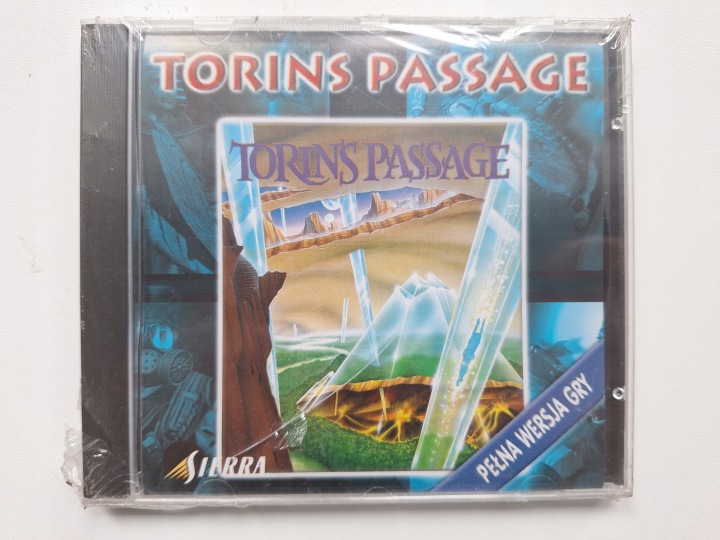 TORINS PASSAGE
TORIN'S PASSAGE
SIERRA
PEŁNA WERSJA GRY